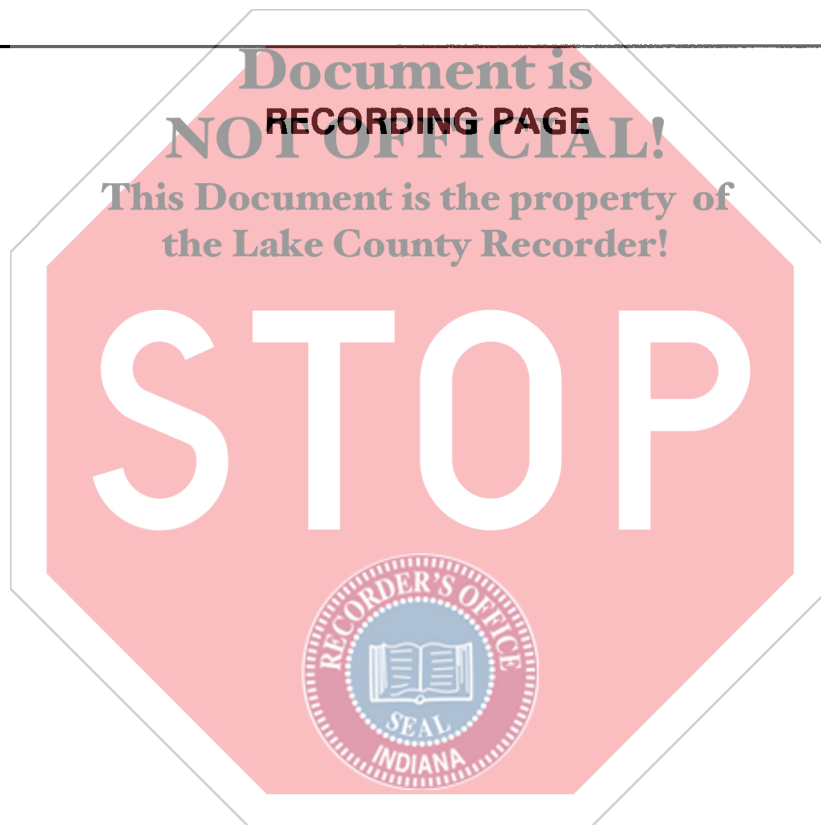 Document is
RECORDING PAGE
NOT OFFICIAL!
This Document is the property of
the Lake County Recorder!
STOP
RECORDER'S OFFICE
SEAL
INDIANA